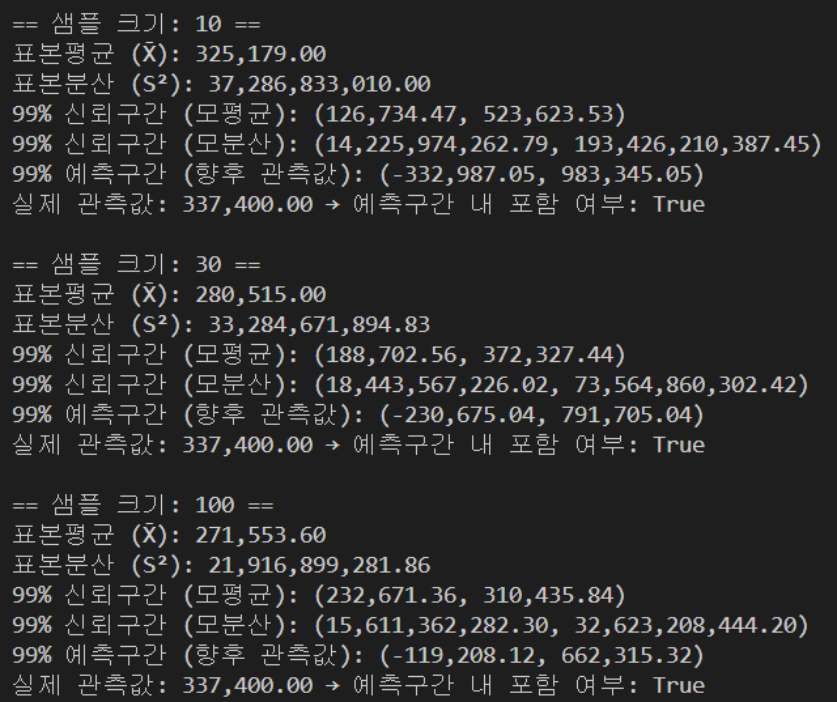 == 샘플 크기: 10 ==
표본평균 (X̄): 325,179.00
표본분산 (S²): 37,286,833,010.00
99% 신뢰구간 (모평균): (126,734.47, 523,623.53)
99% 신뢰구간 (모분산): (14,225,974,262.79, 193,426,210,387.45)
99% 예측구간 (향후 관측값): (-332,987.05, 983,345.05)
실제 관측값: 337,400.00 → 예측구간 내 포함 여부: True
== 샘플 크기: 30 ==
표본평균 (X̄): 280,515.00
표본분산 (S²): 33,284,671,894.83
99% 신뢰구간 (모평균): (188,702.56, 372,327.44)
99% 신뢰구간 (모분산): (18,443,567,226.02, 73,564,860,302.42)
99% 예측구간 (향후 관측값): (-230,675.04, 791,705.04)
실제 관측값: 337,400.00 → 예측구간 내 포함 여부: True
== 샘플 크기: 100 ==
표본평균 (X̄): 271,553.60
표본분산 (S²): 21,916,899,281.86
99% 신뢰구간 (모평균): (232,671.36, 310,435.84)
99% 신뢰구간 (모분산): (15,611,362,282.30, 32,623,208,444.20)
99% 예측구간 (향후 관측값): (-119,208.12, 662,315.32)
실제 관측값: 337,400.00 → 예측구간 내 포함 여부: True